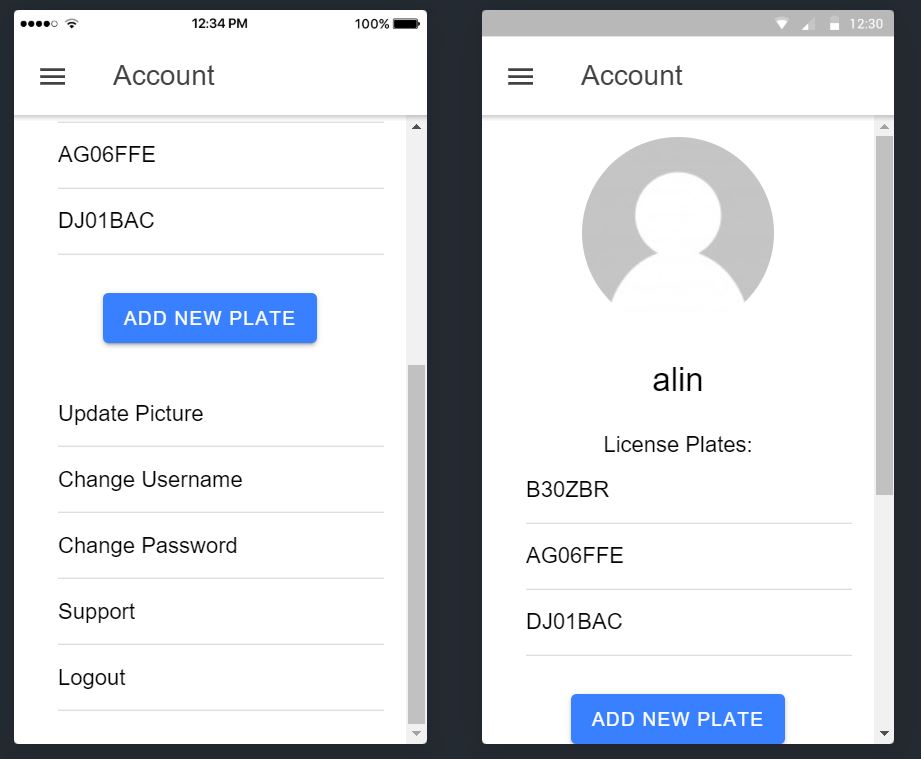 12:34 PM
100%
Account
AG06FFE
DJ01BAC
ADD NEW PLATE
Update Picture
Change Username
Change Password
Support
Logout
12:30
Account
alin
License Plates:
B30ZBR
AG06FFE
DJ01BAC
ADD NEW PLATE